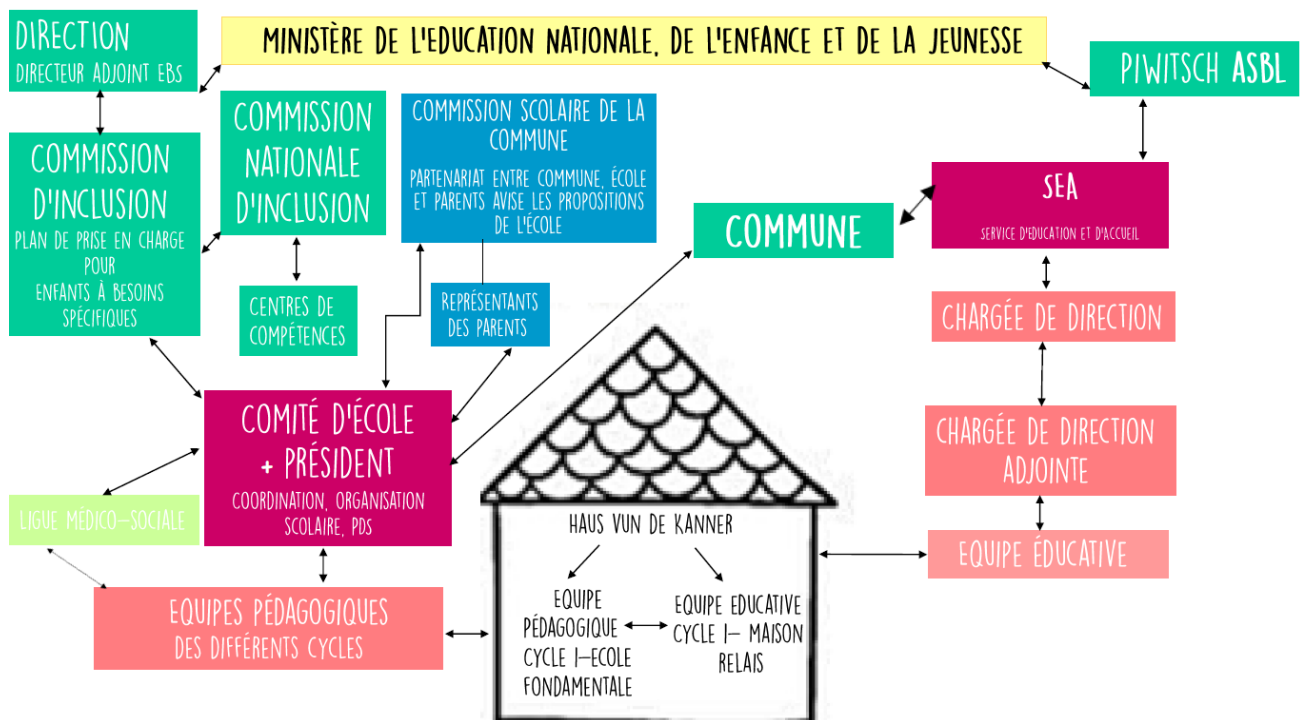 DIRECTION
DIRECTEUR ADJOINT EBS
MINISTÈRE DE L'EDUCATION NATIONALE, DE L'ENFANCE ET DE LA JEUNESSE
PIWITSCH ASBL
COMMISSION
D'INCLUSION
PLAN DE PRISE EN CHARGE
POUR
ENFANTS À BESOINS
SPÉCIFIQUES
COMMISSION
NATIONALE
D'INCLUSION
CENTRES DE
COMPÉTENCES
COMMISSION SCOLAIRE DE LA
COMMUNE
PARTENARIAT ENTRE COMMUNE, ÉCOLE
ET PARENTS AVISE LES PROPOSITIONS
DE L'ÉCOLE
REPRÉSENTANTS
DES PARENTS
COMMUNE
SEA
SERVICE D'EDUCATION ET D'ACCUEIL
CHARGÉE DE DIRECTION
CHARGÉE DE DIRECTION
ADJOINTE
EQUIPE ÉDUCATIVE
COMITÉ D'ÉCOLE
+ PRÉSIDENT
COORDINATION, ORGANISATION
SCOLAIRE, PDS
LIGUE MÉDICO-SOCIALE
EQUIPES PÉDAGOGIQUES
DES DIFFÉRENTS CYCLES
HAUS VUN DE KANNER
EQUIPE
PÉDAGOGIQUE
CYCLE 1-ECOLE
FONDAMENTALE
EQUIPE EDUCATIVE
CYCLE 1- MAISON
RELAIS